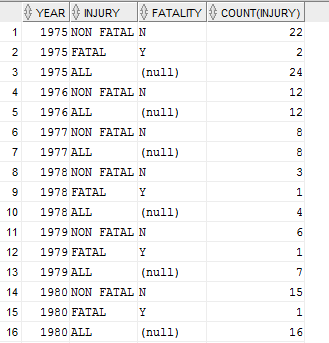 YEAR INJURY FATALITY COUNT(INJURY)
1 1975 NON FATAL N 22
2 1975 FATAL Y 2
3 1975 ALL (null) 24
4 1976 NON FATAL N 12
5 1976 ALL (null) 12
6 1977 NON FATAL N 8
7 1977 ALL (null) 8
8 1978 NON FATAL N 3
9 1978 FATAL Y 1
10 1978 ALL (null) 4
11 1979 NON FATAL N 6
12 1979 FATAL Y 1
13 1979 ALL (null) 7
14 1980 NON FATAL N 15
15 1980 FATAL Y 1
16 1980 ALL (null) 16